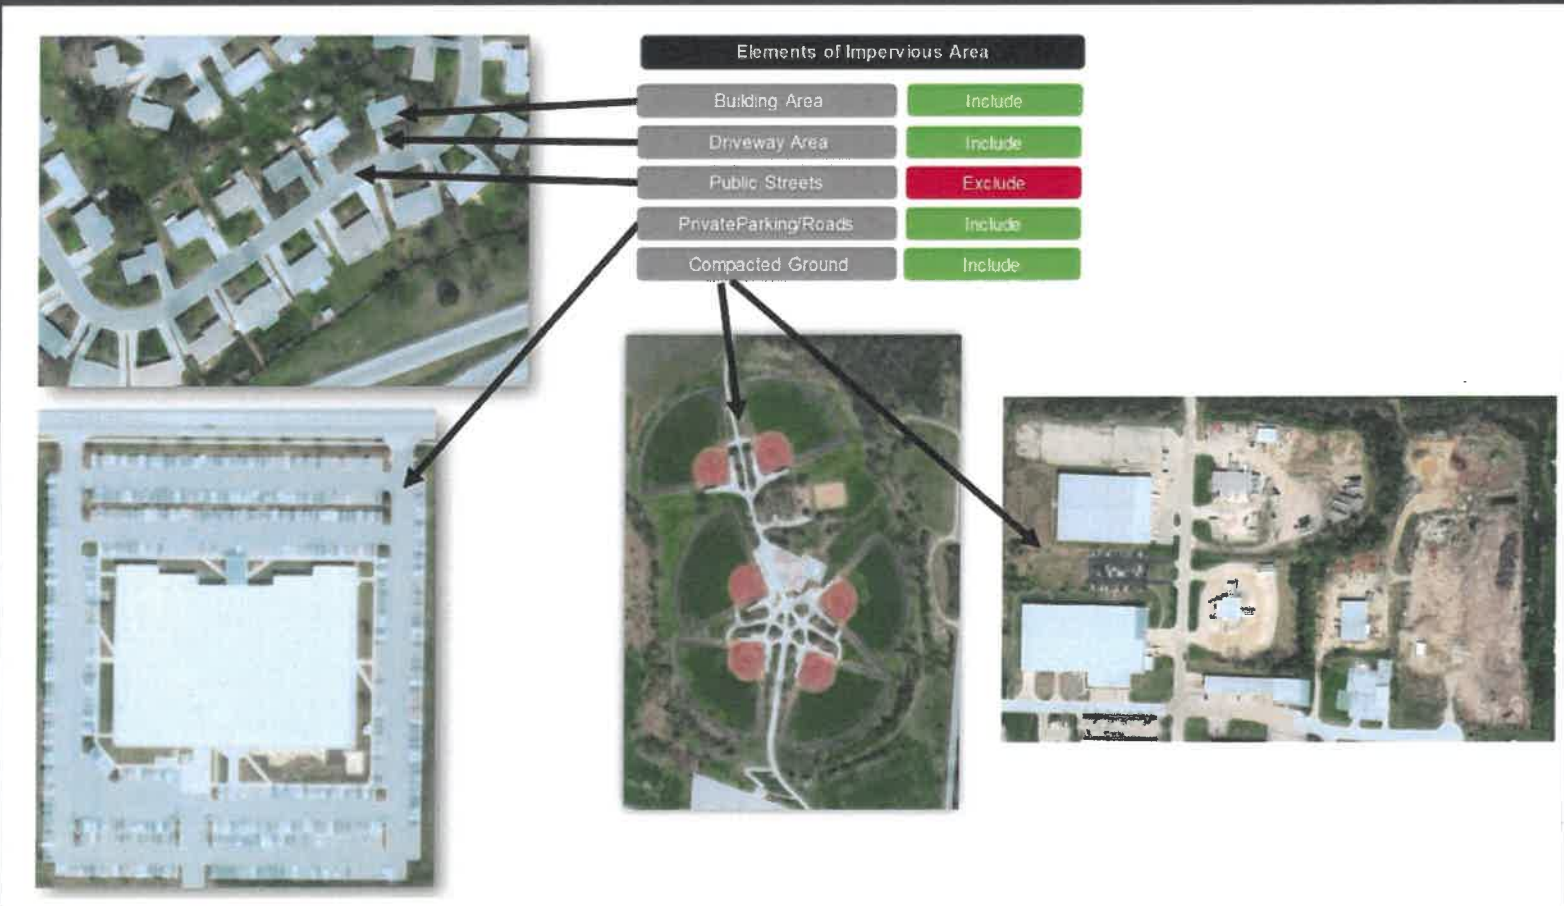 Elements of Impervious Area
Building Area Include
Driveway Area Include
Public Streets Exclude
PrivateParking/Roads Include
Compacted Ground Include